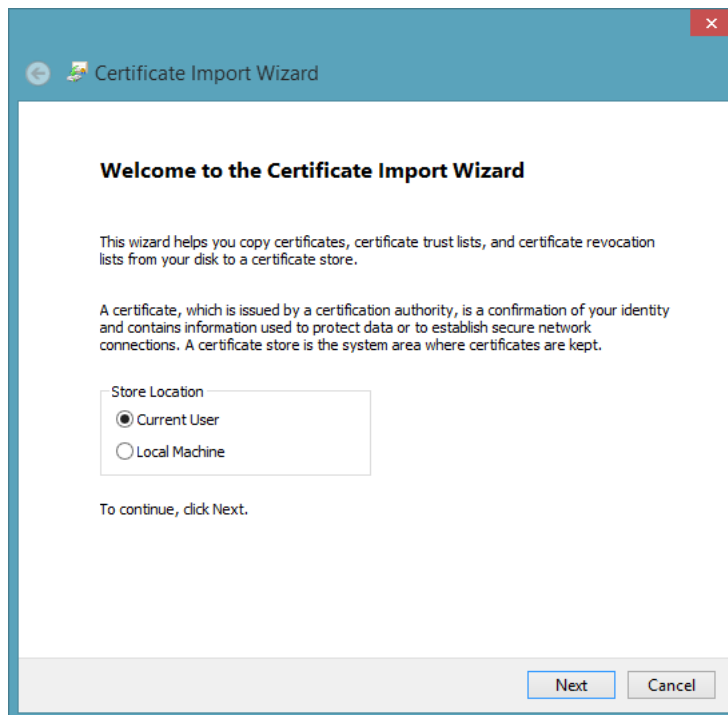 Certificate Import Wizard
Welcome to the Certificate Import Wizard
This wizard helps you copy certificates, certificate trust lists, and certificate revocation
lists from your disk to a certificate store.
A certificate, which is issued by a certification authority, is a confirmation of your identity
and contains information used to protect data or to establish secure network
connections. A certificate store is the system area where certificates are kept.
Store Location
Current User
Local Machine
To continue, click Next.
Next Cancel